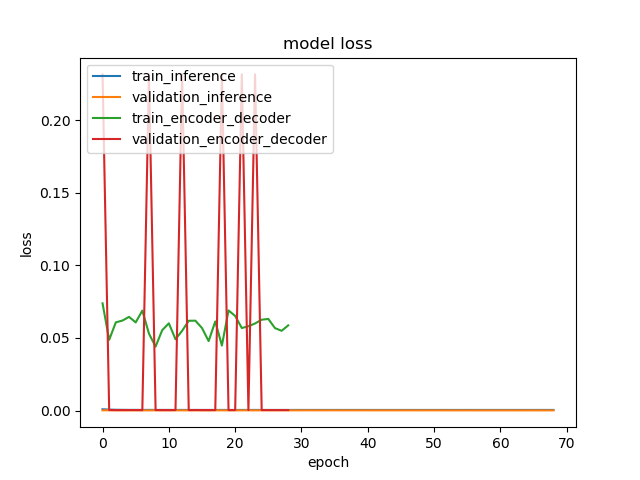 model loss
train_inference
validation_inference
train_encoder_decoder
validation_encoder_decoder
0.20
0.15
0.10
0.05
0.00
loss
0 10 20 30 40 50 60 70
epoch